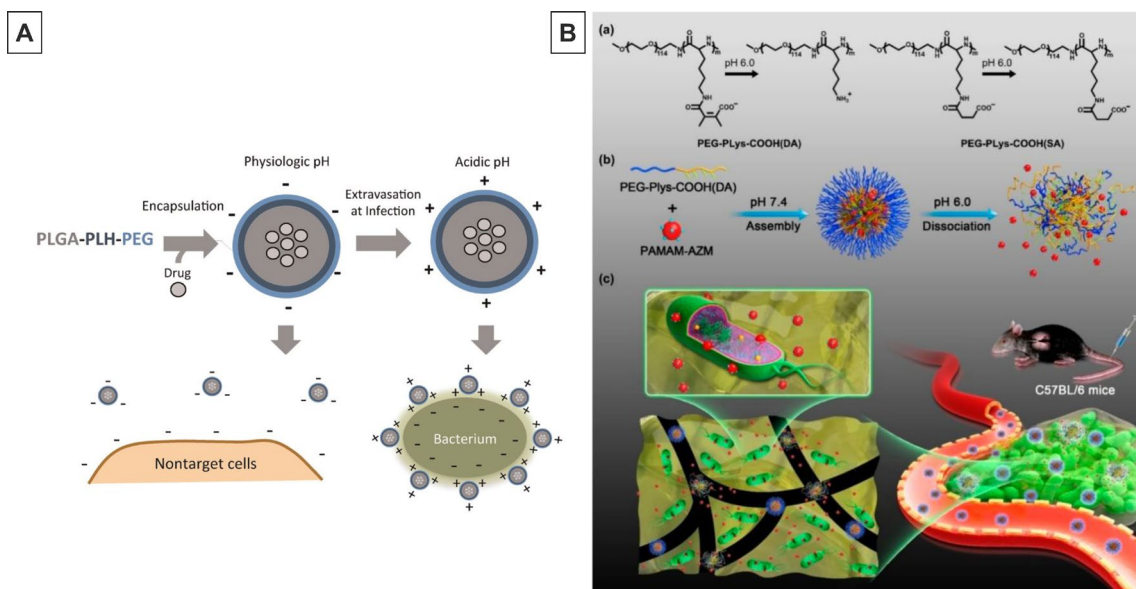 A
Physiologic pH
Acidic pH
Encapsulation
Extravasation
at Infection
PLGA-PLH-PEG
Drug
Nontarget cells
Bacterium
B
(a)
pH 6.0
pH 6.0
PEG-PLys-COOH(DA)
PEG-PLys-COOH(SA)
(b)
PEG-Plys-COOH(DA)
+
PAMAM-AZM
pH 7.4
Assembly
pH 6.0
Dissociation
(c)
C57BL/6 mice